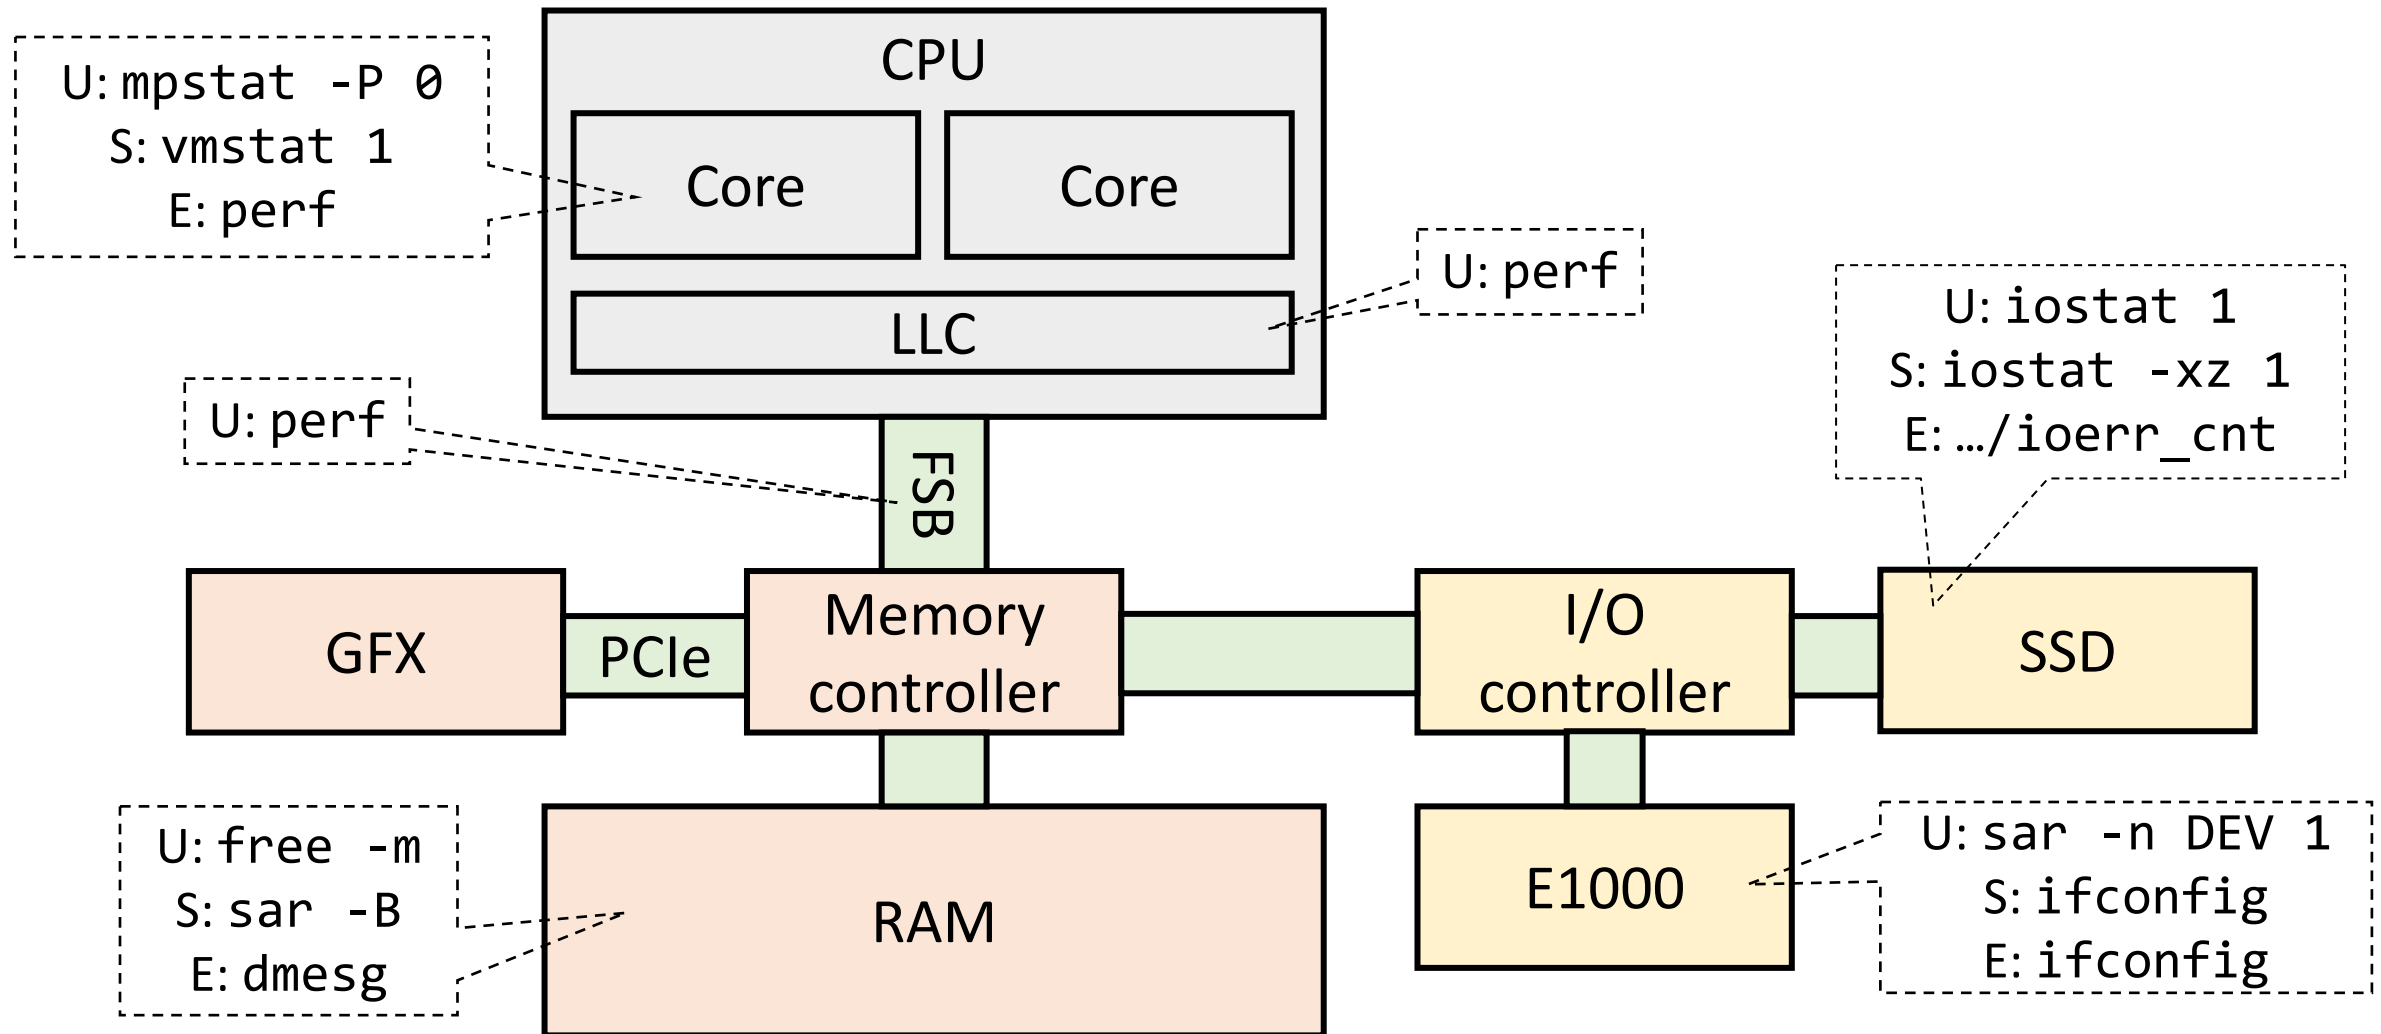 CPU
U: mpstat -P 0
S: vmstat 1
E: perf
Core
Core
U: perf
LLC
U: iostat 1
S: iostat -xz 1
E: …/ioerr_cnt
U: perf
FSB
GFX
PCIe
Memory
controller
I/O
controller
SSD
U: free -m
S: sar -B
E: dmesg
RAM
E1000
U: sar -n DEV 1
S: ifconfig
E: ifconfig